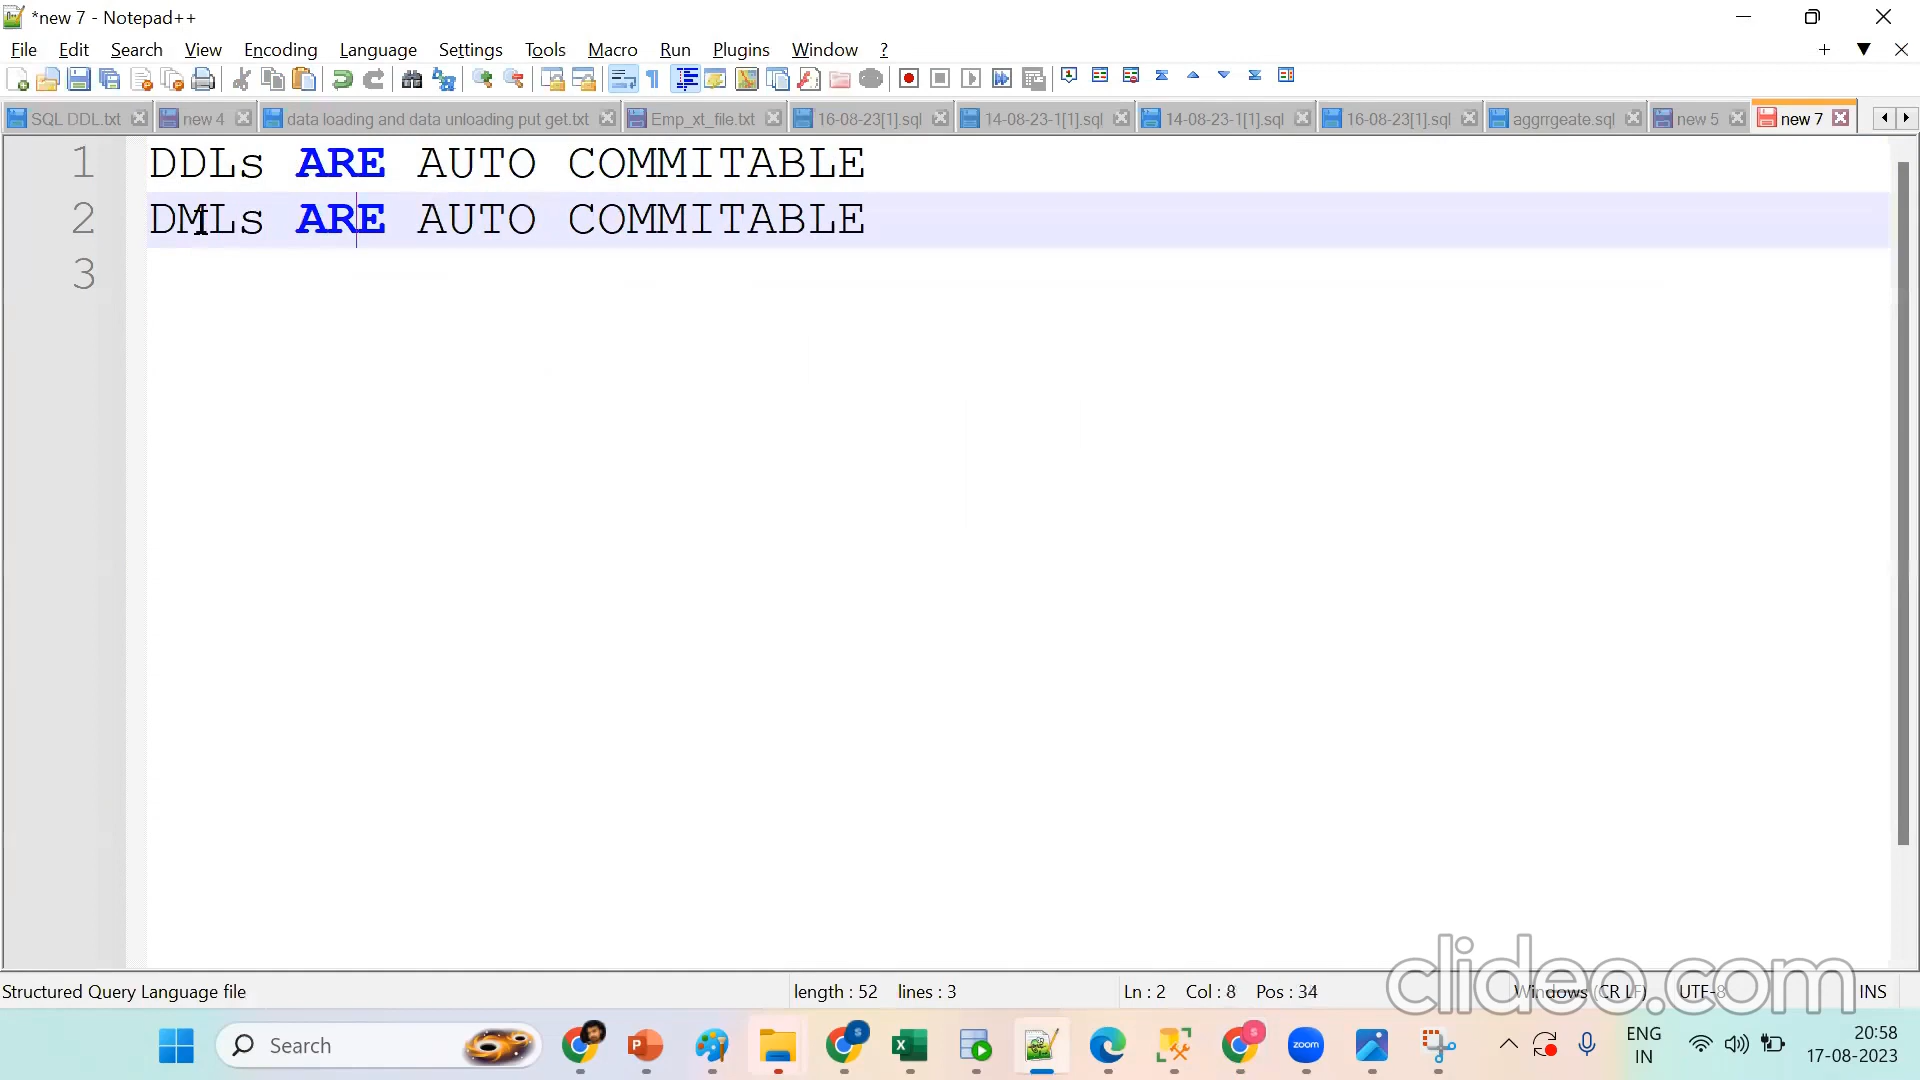 *new 7 - Notepad++
File Edit Search View Encoding Language Settings Tools Macro Run Plugins Window ?
SQL DDL.txt new 4 data loading and data unloading put get.txt Emp_xt_file.txt 16-08-23[1].sql 14-08-23-1[1].sql 14-08-23-1[1].sql 16-08-23[1].sql aggrrgeate.sql new 5 new 7
1 DDLs ARE AUTO COMMITABLE
2 DMLs ARE AUTO COMMITABLE
3
clideo.com
Structured Query Language file length : 52 lines : 3 Ln : 2 Col : 8 Pos : 34 Windows (CR LF) UTF-8 INS
Search zoom ENG IN 20:58 17-08-2023